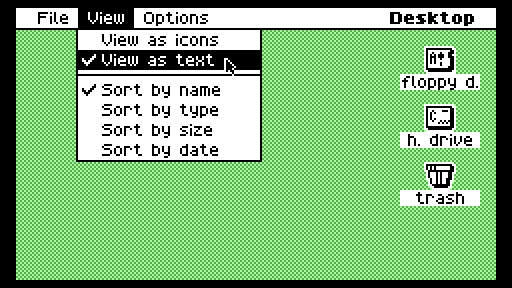 File View Options Desktop
View as icons
View as text
Sort by name
Sort by type
Sort by size
Sort by date
floppy d.
h. drive
trash